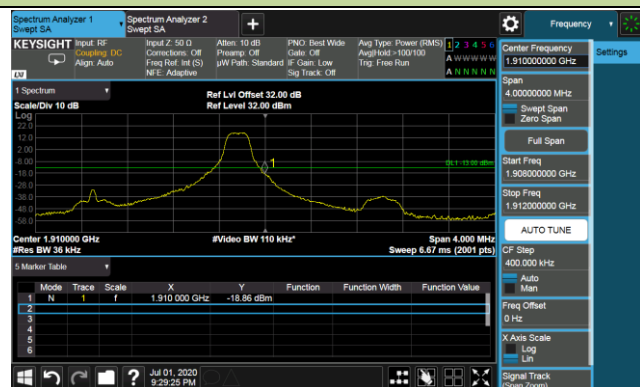 Spectrum Analyzer 1
Swept SA
Spectrum Analyzer 2
Swept SA
+
Frequency
KEYSIGHT
Input: RF
Coupling: DC
Align: Auto
Input Z: 50 Ω
Corrections: Off
Freq Ref: Int (S)
NFE: Adaptive
Atten: 10 dB
Preamp: Off
µW Path: Standard
PNO: Best Wide
Gate: Off
IF Gain: Low
Sig Track: Off
Avg Type: Power (RMS)
Avg|Hold:>100/100
Trig: Free Run
1 2 3 4 5 6
A W W W W W
A N N N N N
LXI
Center Frequency
1.910000000 GHz
Settings
Span
4.00000000 MHz
Swept Span
Zero Span
Full Span
Start Freq
1.908000000 GHz
Stop Freq
1.912000000 GHz
AUTO TUNE
CF Step
400.000 kHz
Auto
Man
Freq Offset
0 Hz
X Axis Scale
Log
Lin
Signal Track
(Span Zoom)
1 Spectrum
Scale/Div 10 dB
Ref Lvl Offset 32.00 dB
Ref Level 32.00 dBm
Log
22.0
12.0
2.00
-8.00
-18.0
-28.0
-38.0
-48.0
-58.0
1
DL1 -13.00 dBm
Center 1.910000 GHz
#Video BW 110 kHz*
Span 4.000 MHz
#Res BW 36 kHz
Sweep 6.67 ms (2001 pts)
5 Marker Table
Mode Trace Scale X Y Function Function Width Function Value
1 N 1 f 1.910 000 GHz -18.86 dBm
2
3
4
5
6
?
Jul 01, 2020
9:29:25 PM